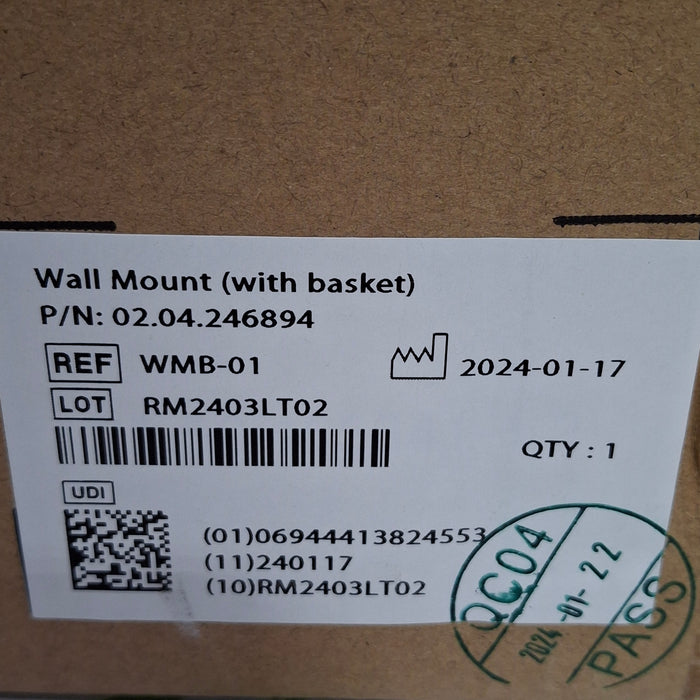 Wall Mount (with basket)
P/N: 02.04.246894
REF WMB-01
2024-01-17
LOT RM2403LT02
QTY : 1
UDI
(01)06944413824553
(11)240117
(10)RM2403LT02
QC04
2024-01-22
PASS